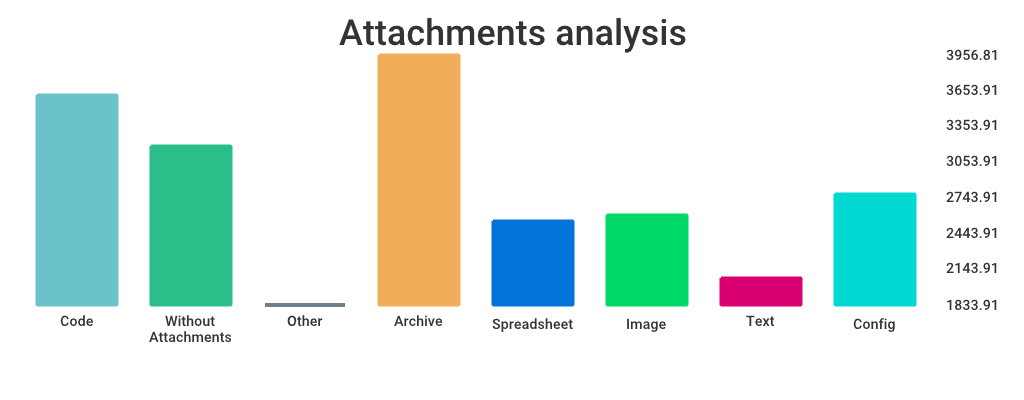 Attachments analysis
3956.81
3653.91
3353.91
3053.91
2743.91
2443.91
2143.91
1833.91
Code
Without
Attachments
Other
Archive
Spreadsheet
Image
Text
Config